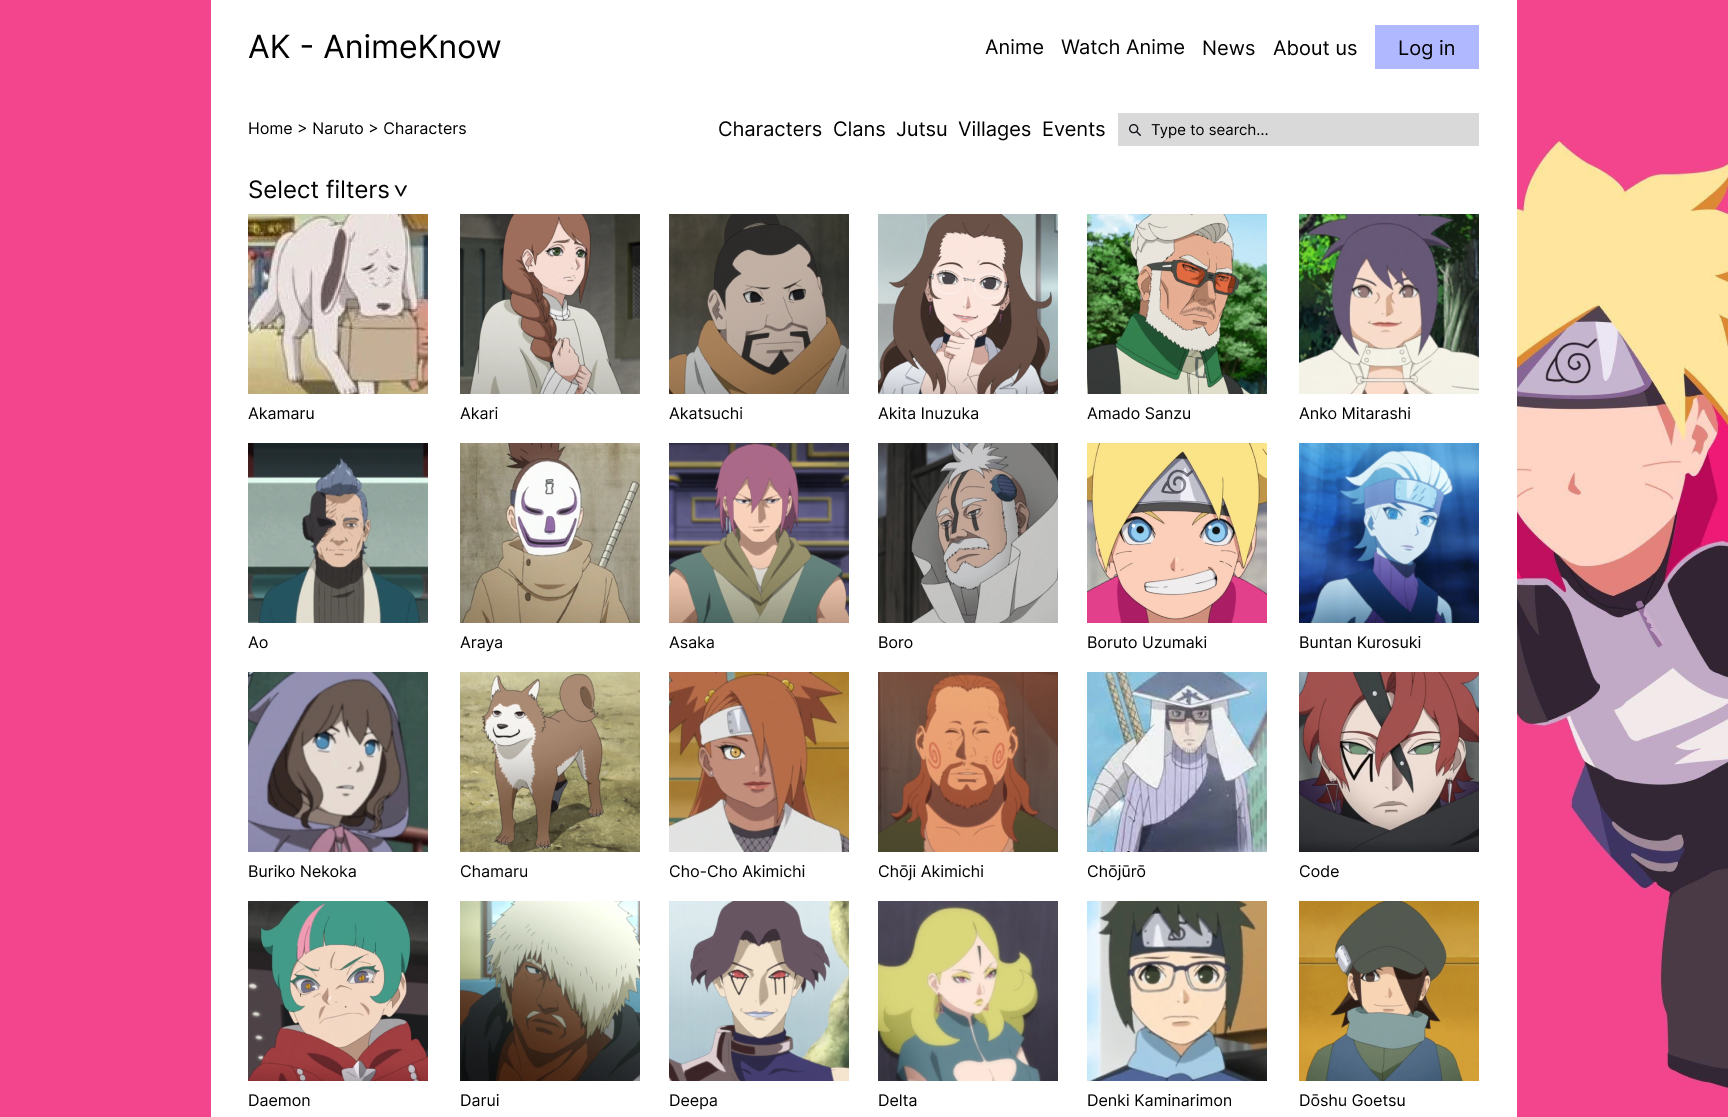 AK - AnimeKnow
Anime Watch Anime News About us Log in
Home > Naruto > Characters
Characters Clans Jutsu Villages Events Type to search...
Select filters
Akamaru Akari Akatsuchi Akita Inuzuka Amado Sanzu Anko Mitarashi
Ao Araya Asaka Boro Boruto Uzumaki Buntan Kurosuki
Buriko Nekoka Chamaru Cho-Cho Akimichi Chōji Akimichi Chōjūrō Code
Daemon Darui Deepa Delta Denki Kaminarimon Dōshu Goetsu